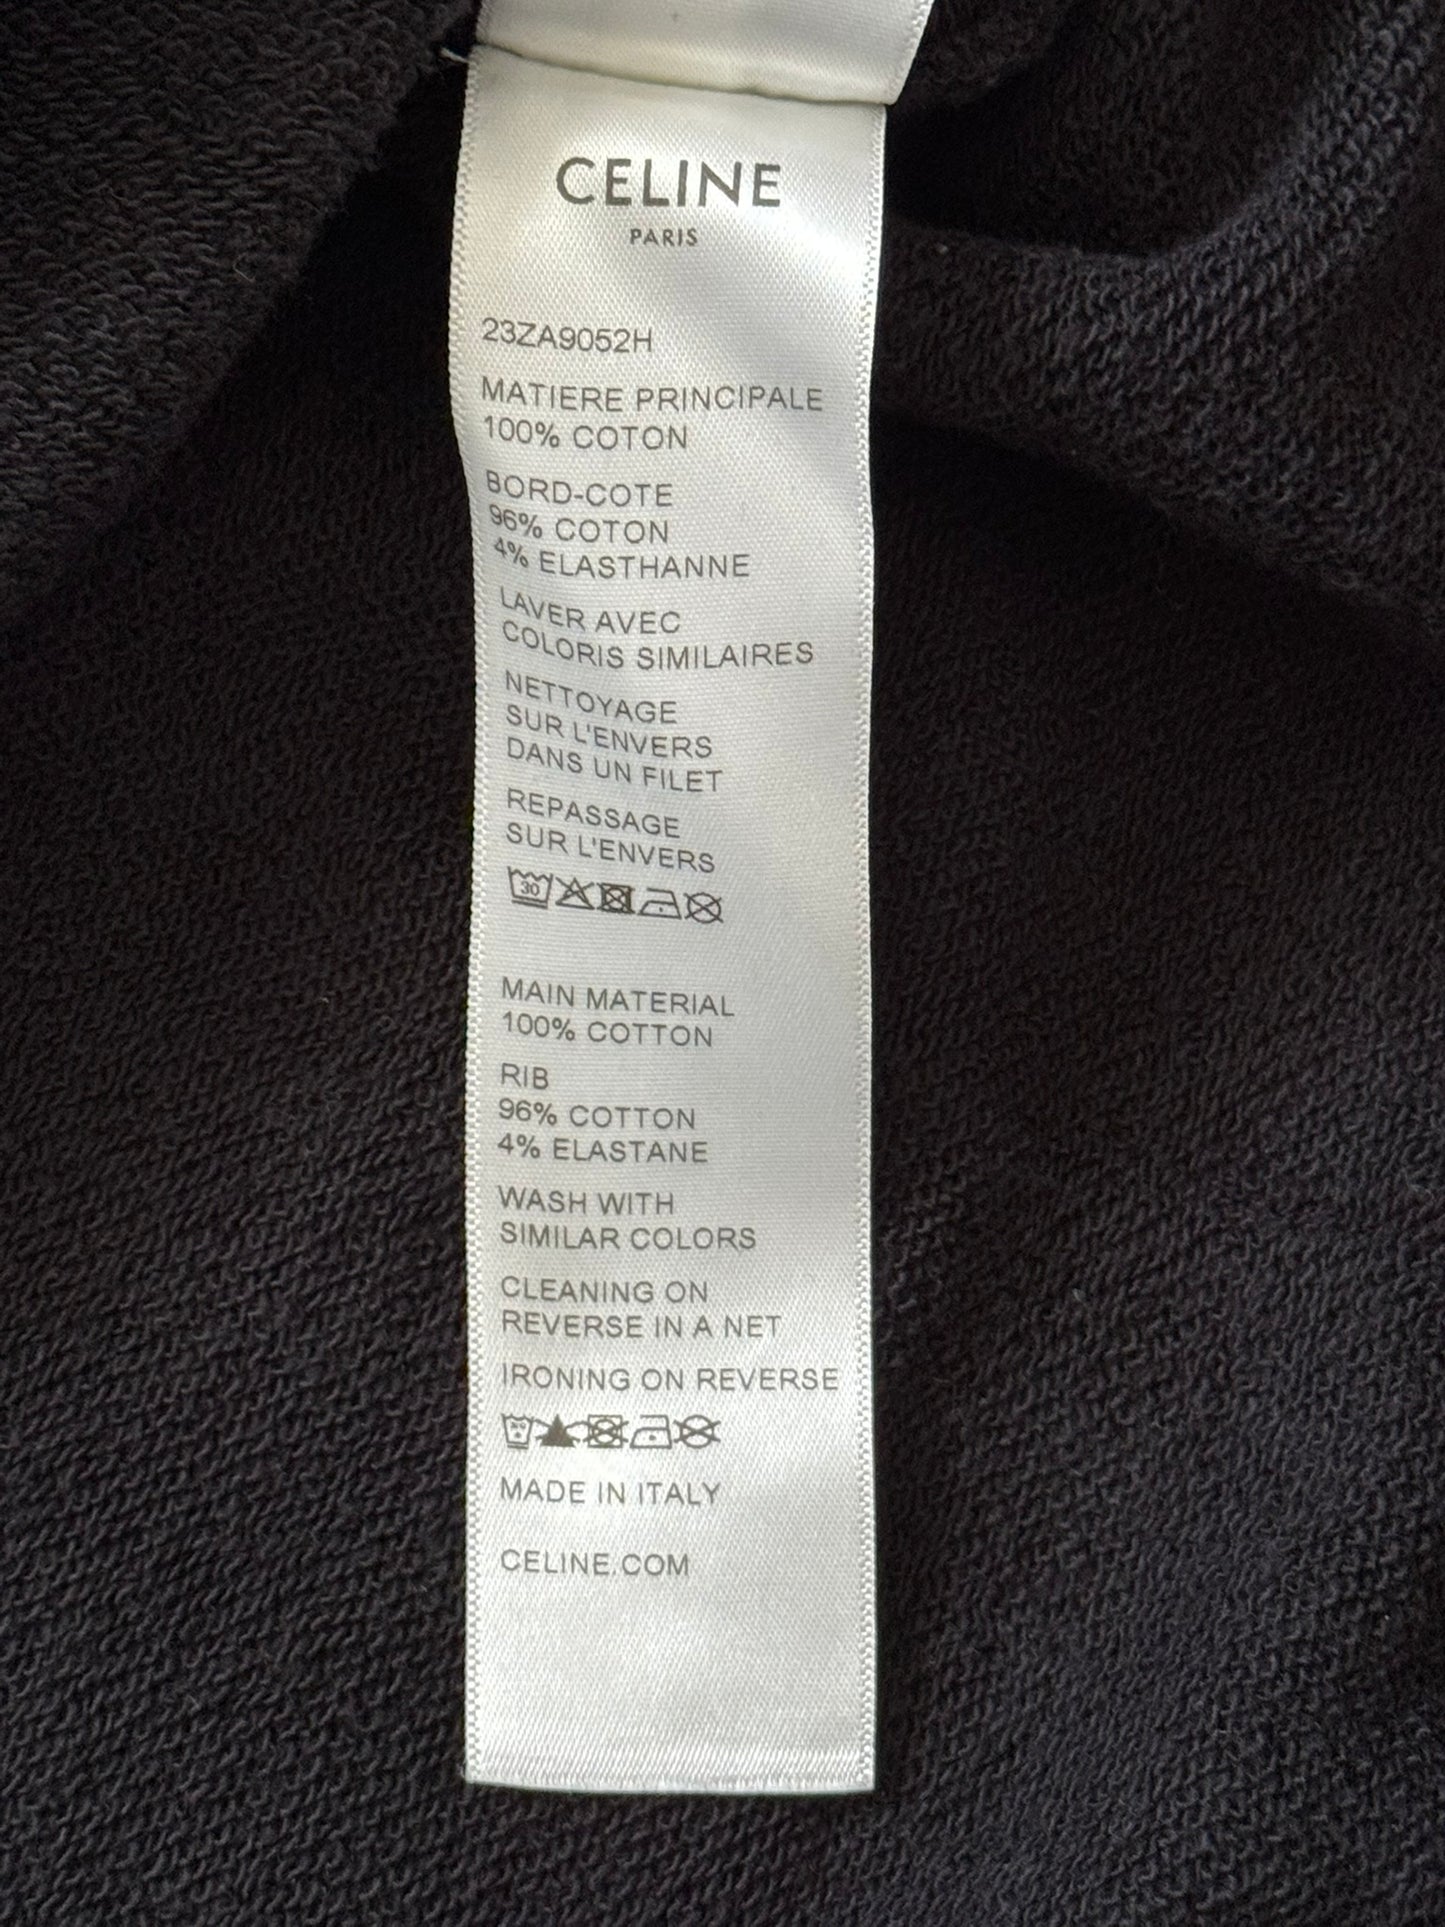 CELINE
PARIS
23ZA9052H
MATIERE PRINCIPALE
100% COTON
BORD-COTE
96% COTON
4% ELASTHANNE
LAVER AVEC
COLORIS SIMILAIRES
NETTOYAGE
SUR L'ENVERS
DANS UN FILET
REPASSAGE
SUR L'ENVERS
30
MAIN MATERIAL
100% COTTON
RIB
96% COTTON
4% ELASTANE
WASH WITH
SIMILAR COLORS
CLEANING ON
REVERSE IN A NET
IRONING ON REVERSE
MADE IN ITALY
CELINE.COM